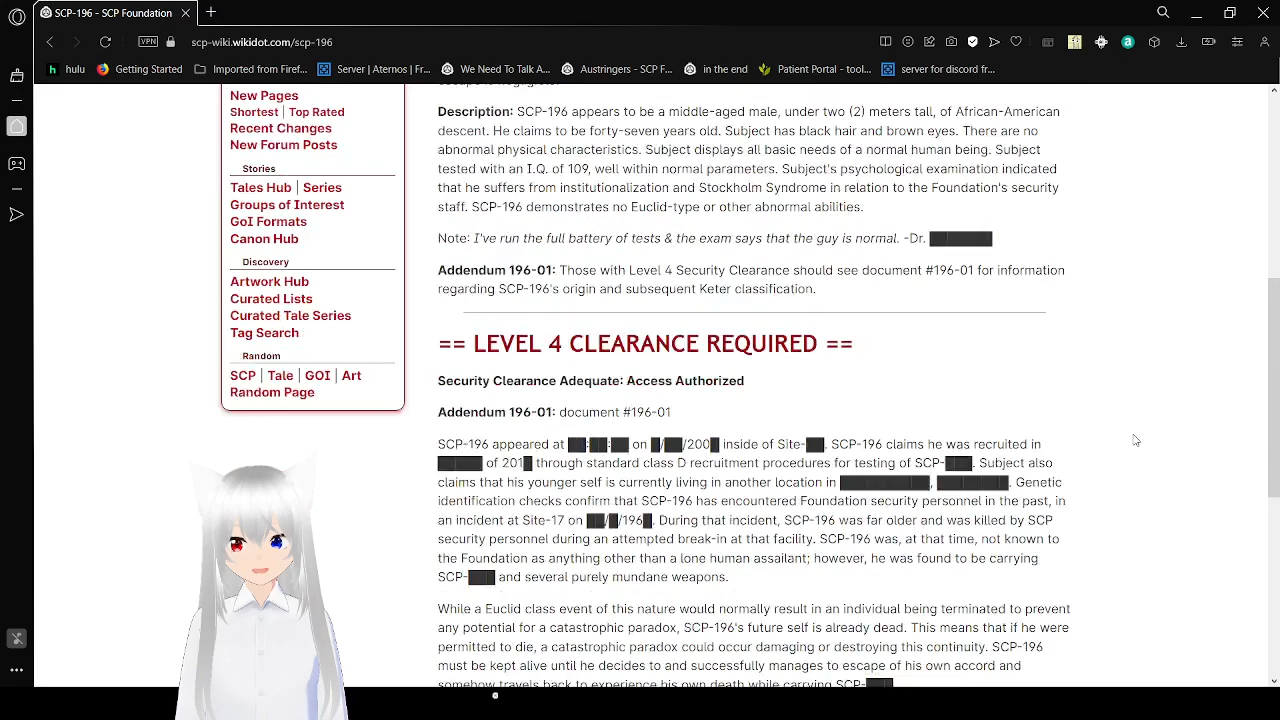 SCP-196 - SCP Foundation
VPN
scp-wiki.wikidot.com/scp-196
hulu
Getting Started
Imported from Firef...
Server | Aternos | Fr...
We Need To Talk A...
Austringers - SCP F...
in the end
Patient Portal - tool...
server for discord fr...
New Pages
Shortest | Top Rated
Recent Changes
New Forum Posts
Stories
Tales Hub | Series
Groups of Interest
GoI Formats
Canon Hub
Discovery
Artwork Hub
Curated Lists
Curated Tale Series
Tag Search
Random
SCP | Tale | GOI | Art
Random Page
Description: SCP-196 appears to be a middle-aged male, under two (2) meters tall, of African-American
descent. He claims to be forty-seven years old. Subject has black hair and brown eyes. There are no
abnormal physical characteristics. Subject displays all basic needs of a normal human being. Subject
tested with an I.Q. of 109, well within normal parameters. Subject's psychological examination indicated
that he suffers from institutionalization and Stockholm Syndrome in relation to the Foundation's security
staff. SCP-196 demonstrates no Euclid-type or other abnormal abilities.
Note: I've run the full battery of tests & the exam says that the guy is normal. -Dr. ███████
Addendum 196-01: Those with Level 4 Security Clearance should see document #196-01 for information
regarding SCP-196's origin and subsequent Keter classification.
== LEVEL 4 CLEARANCE REQUIRED ==
Security Clearance Adequate: Access Authorized
Addendum 196-01: document #196-01
SCP-196 appeared at ██:██:██ on █/██/200█ inside of Site-██. SCP-196 claims he was recruited in
█████ of 201█ through standard class D recruitment procedures for testing of SCP-███. Subject also
claims that his younger self is currently living in another location in ██████████, ████████. Genetic
identification checks confirm that SCP-196 has encountered Foundation security personnel in the past, in
an incident at Site-17 on ██/█/196█. During that incident, SCP-196 was far older and was killed by SCP
security personnel during an attempted break-in at that facility. SCP-196 was, at that time, not known to
the Foundation as anything other than a lone human assailant; however, he was found to be carrying
SCP-███ and several purely mundane weapons.
While a Euclid class event of this nature would normally result in an individual being terminated to prevent
any potential for a catastrophic paradox, SCP-196's future self is already dead. This means that if he were
permitted to die, a catastrophic paradox could occur damaging or destroying this continuity. SCP-196
must be kept alive until he decides to and successfully manages to escape of his own accord and
somehow travels back to experience his own death while carrying SCP-███